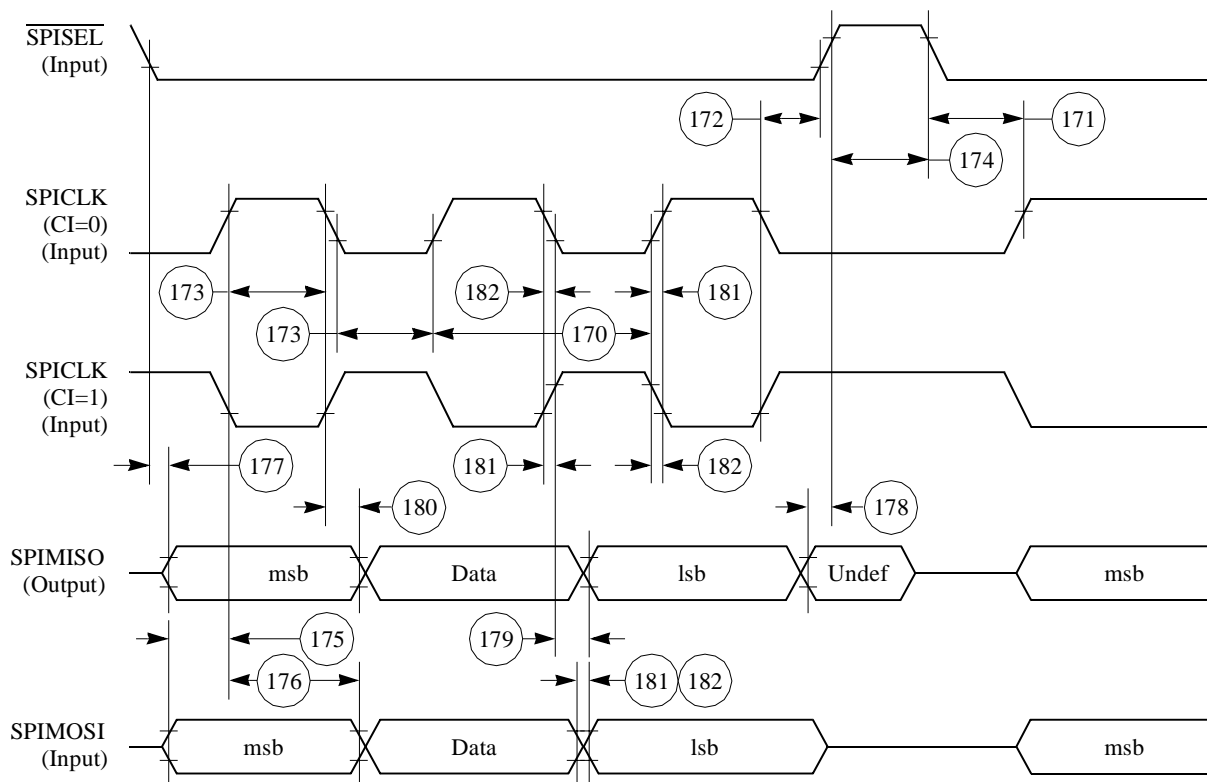 SPISEL
(Input)
172
171
174
SPICLK
(CI=0)
(Input)
173
182
181
173
170
SPICLK
(CI=1)
(Input)
177
181
182
180
178
SPIMISO
(Output)
msb
Data
lsb
Undef
msb
175
179
176
181
182
SPIMOSI
(Input)
msb
Data
lsb
msb